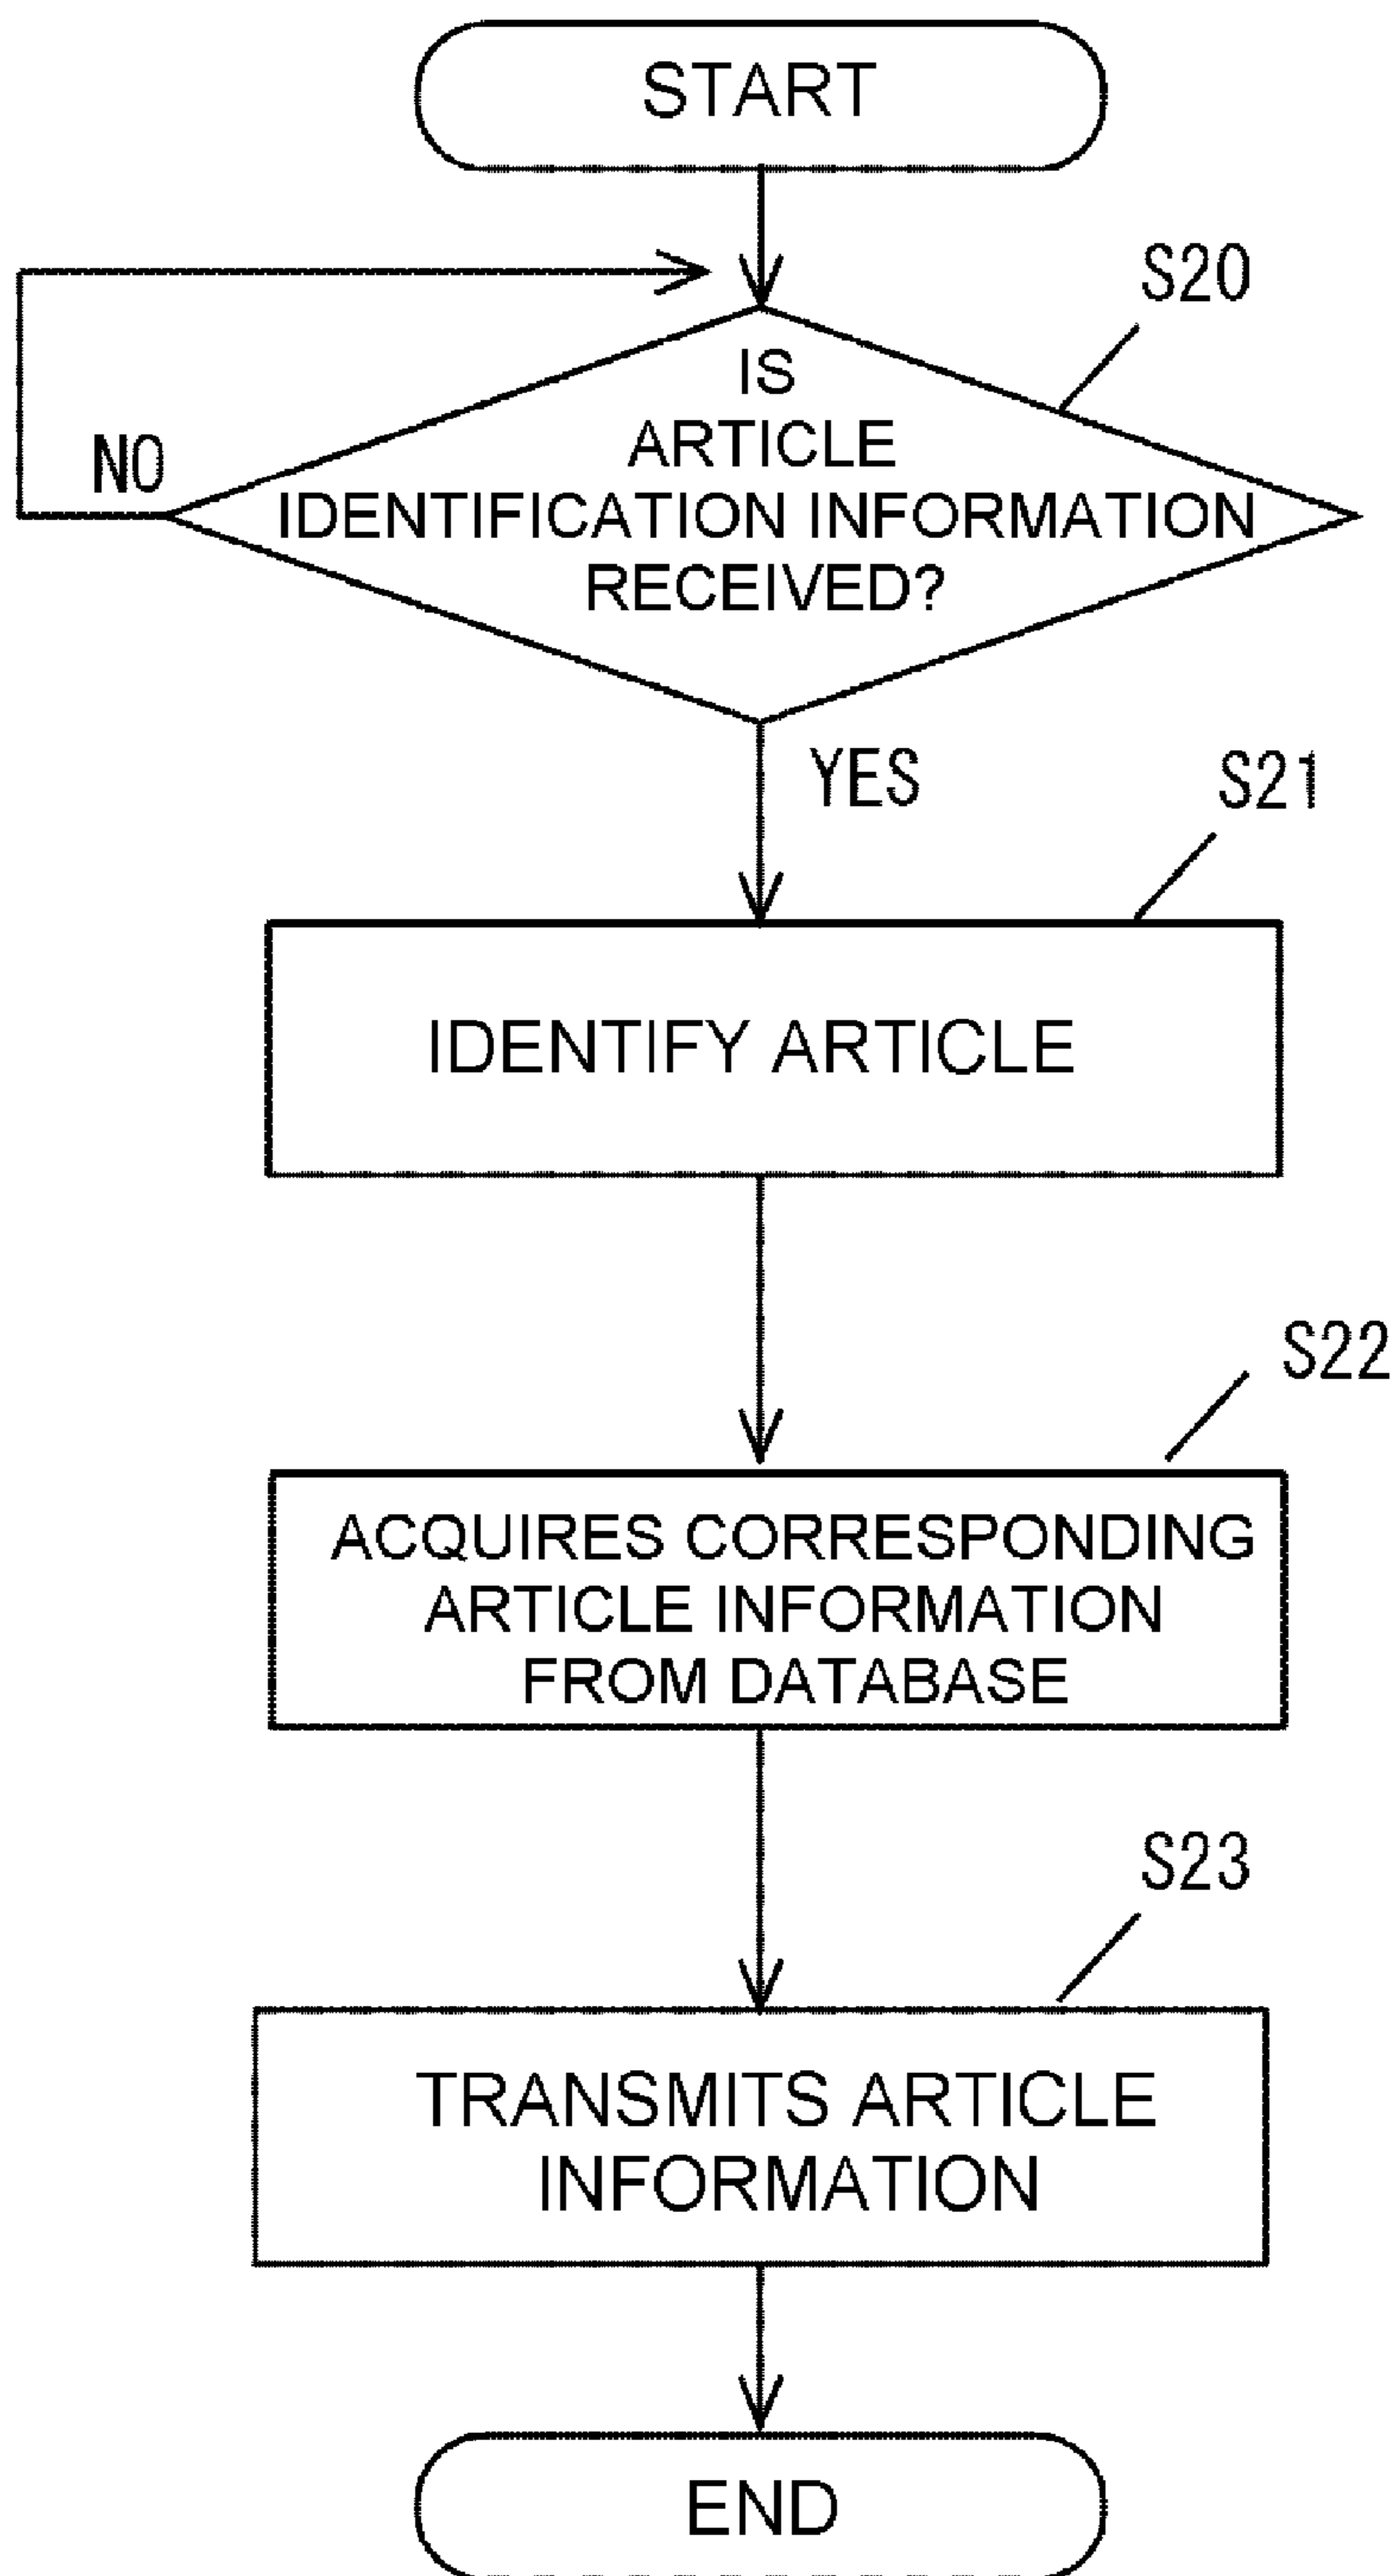 START
S20
IS
ARTICLE
IDENTIFICATION INFORMATION
RECEIVED?
NO
YES
S21
IDENTIFY ARTICLE
S22
ACQUIRES CORRESPONDING
ARTICLE INFORMATION
FROM DATABASE
S23
TRANSMITS ARTICLE
INFORMATION
END